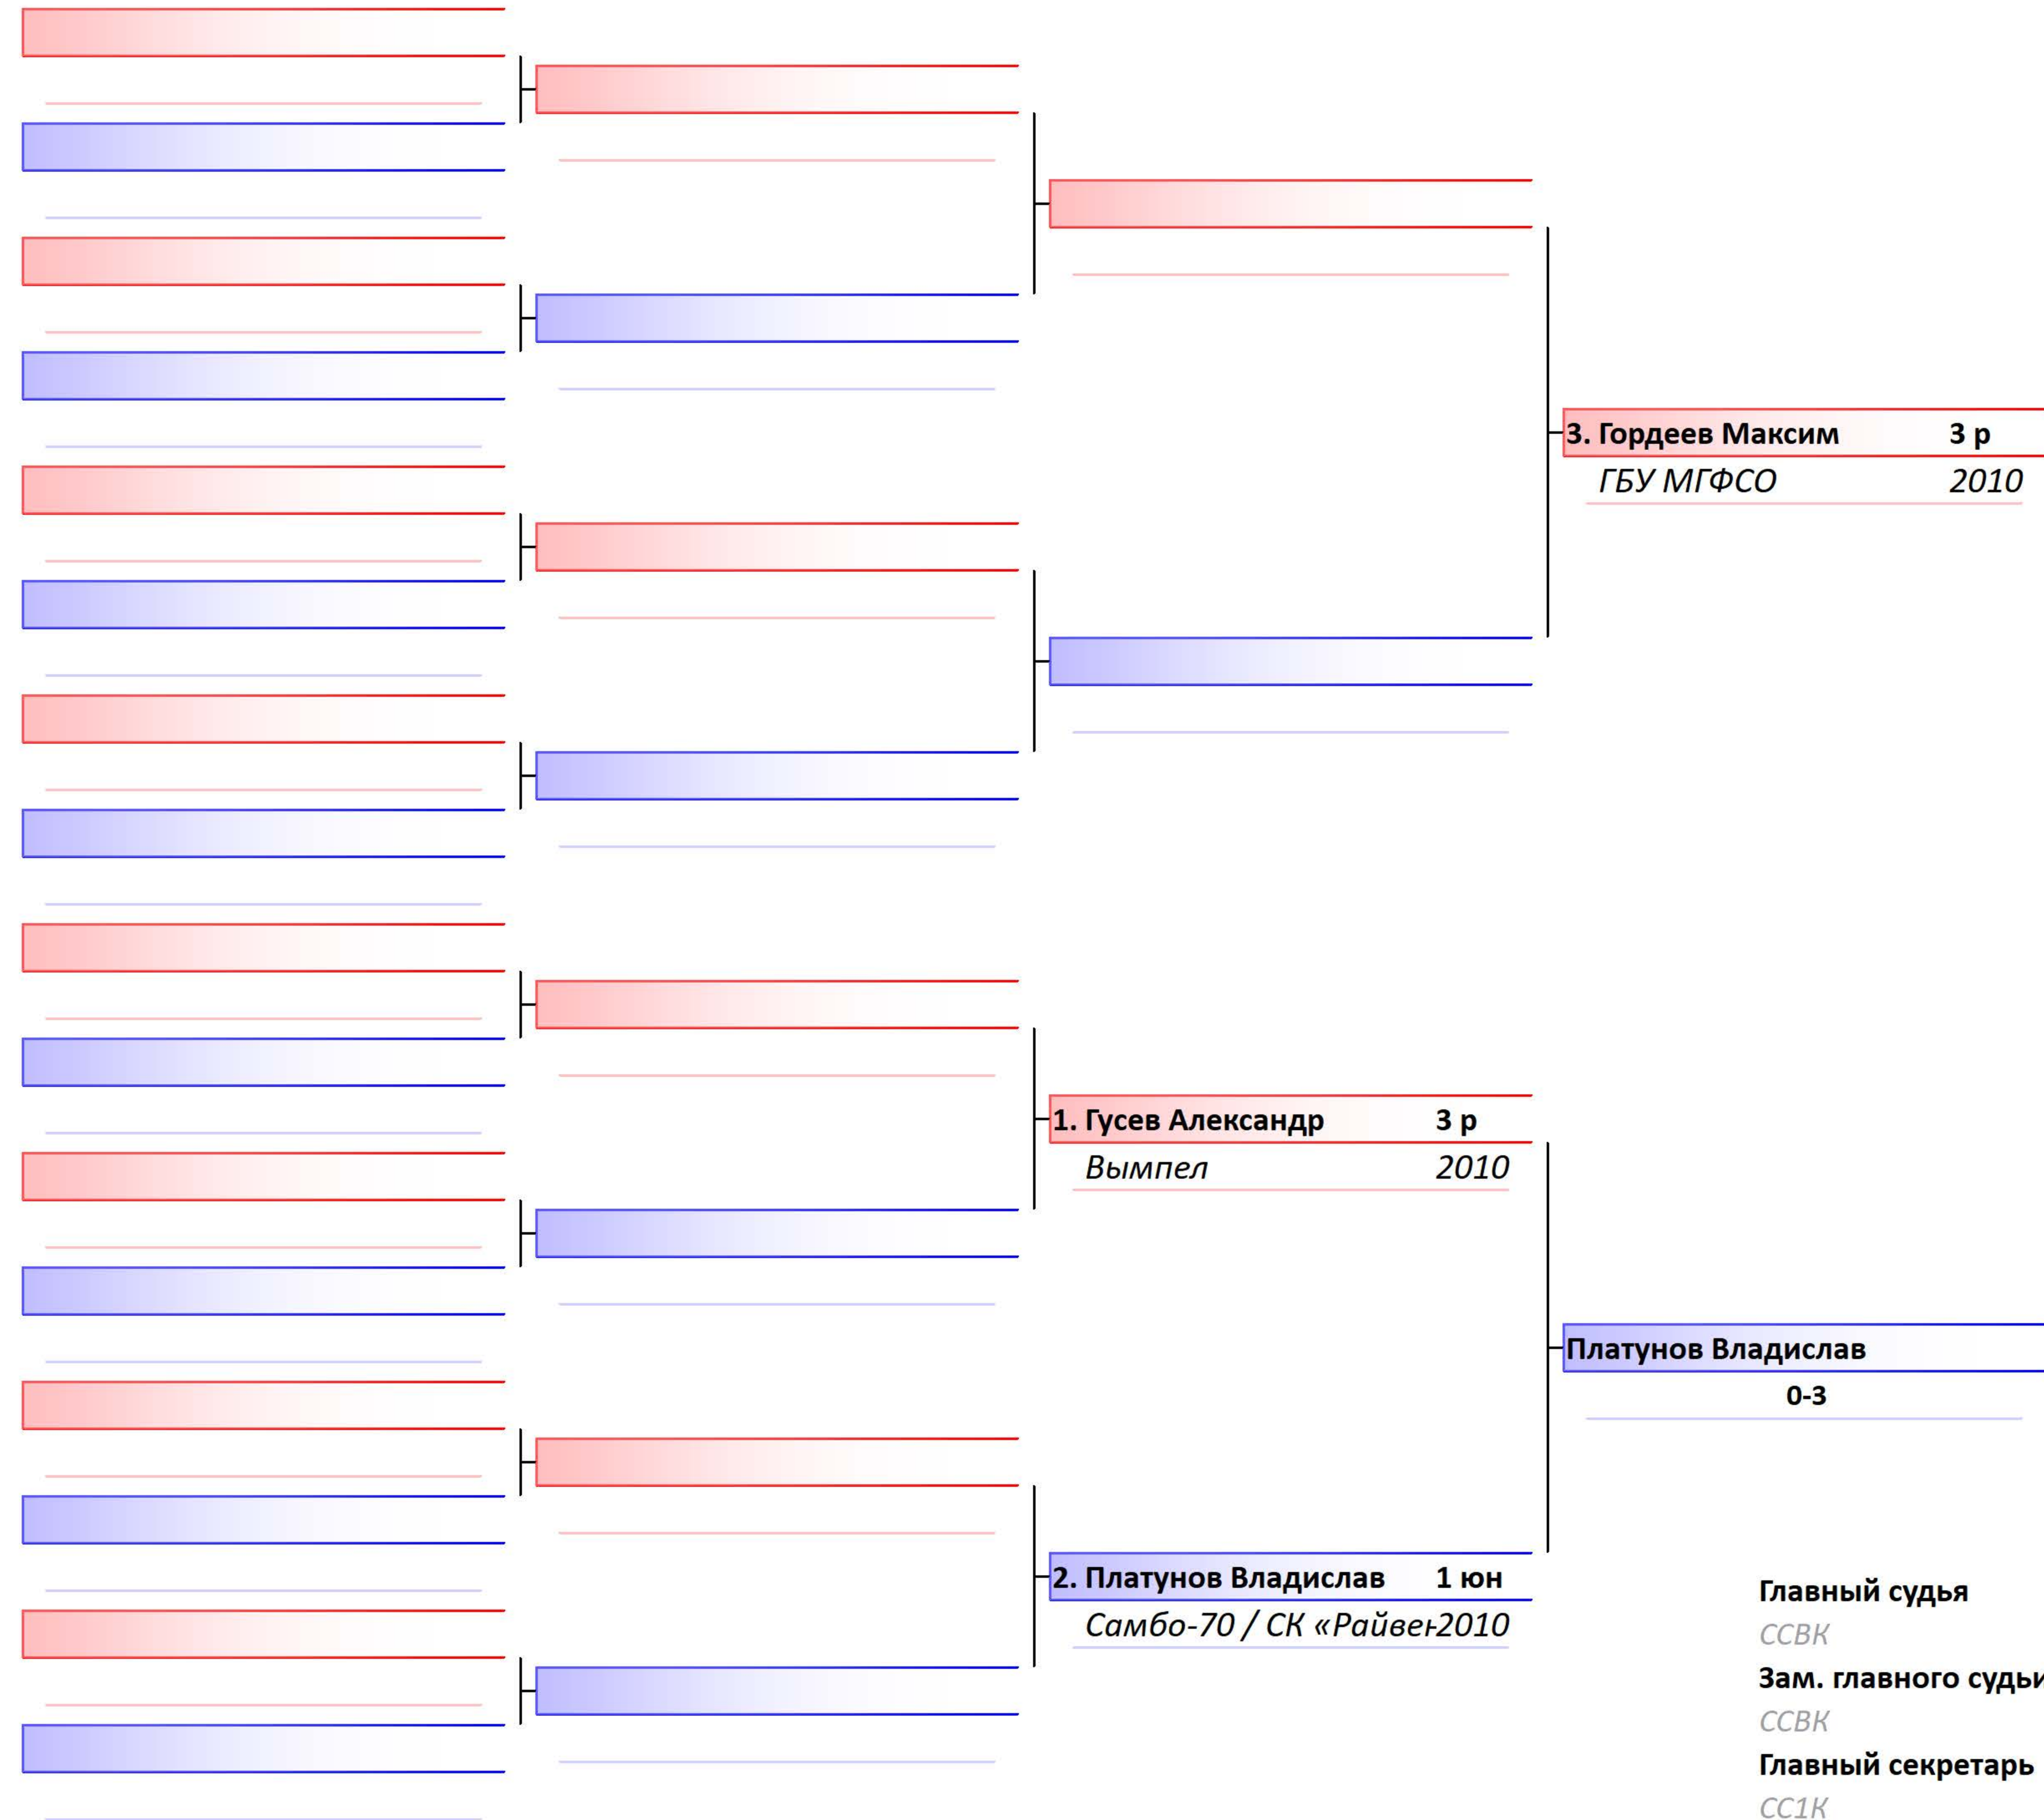 3. Гордеев Максим 3 р
ГБУ МГФСО 2010
1. Гусев Александр 3 р
Вымпел 2010
Платунов Владислав
0-3
2. Платунов Владислав 1 юн
Самбо-70 / СК «Райвен 2010
Главный судья
ССВК
Зам. главного судьи
ССВК
Главный секретарь
СС1К